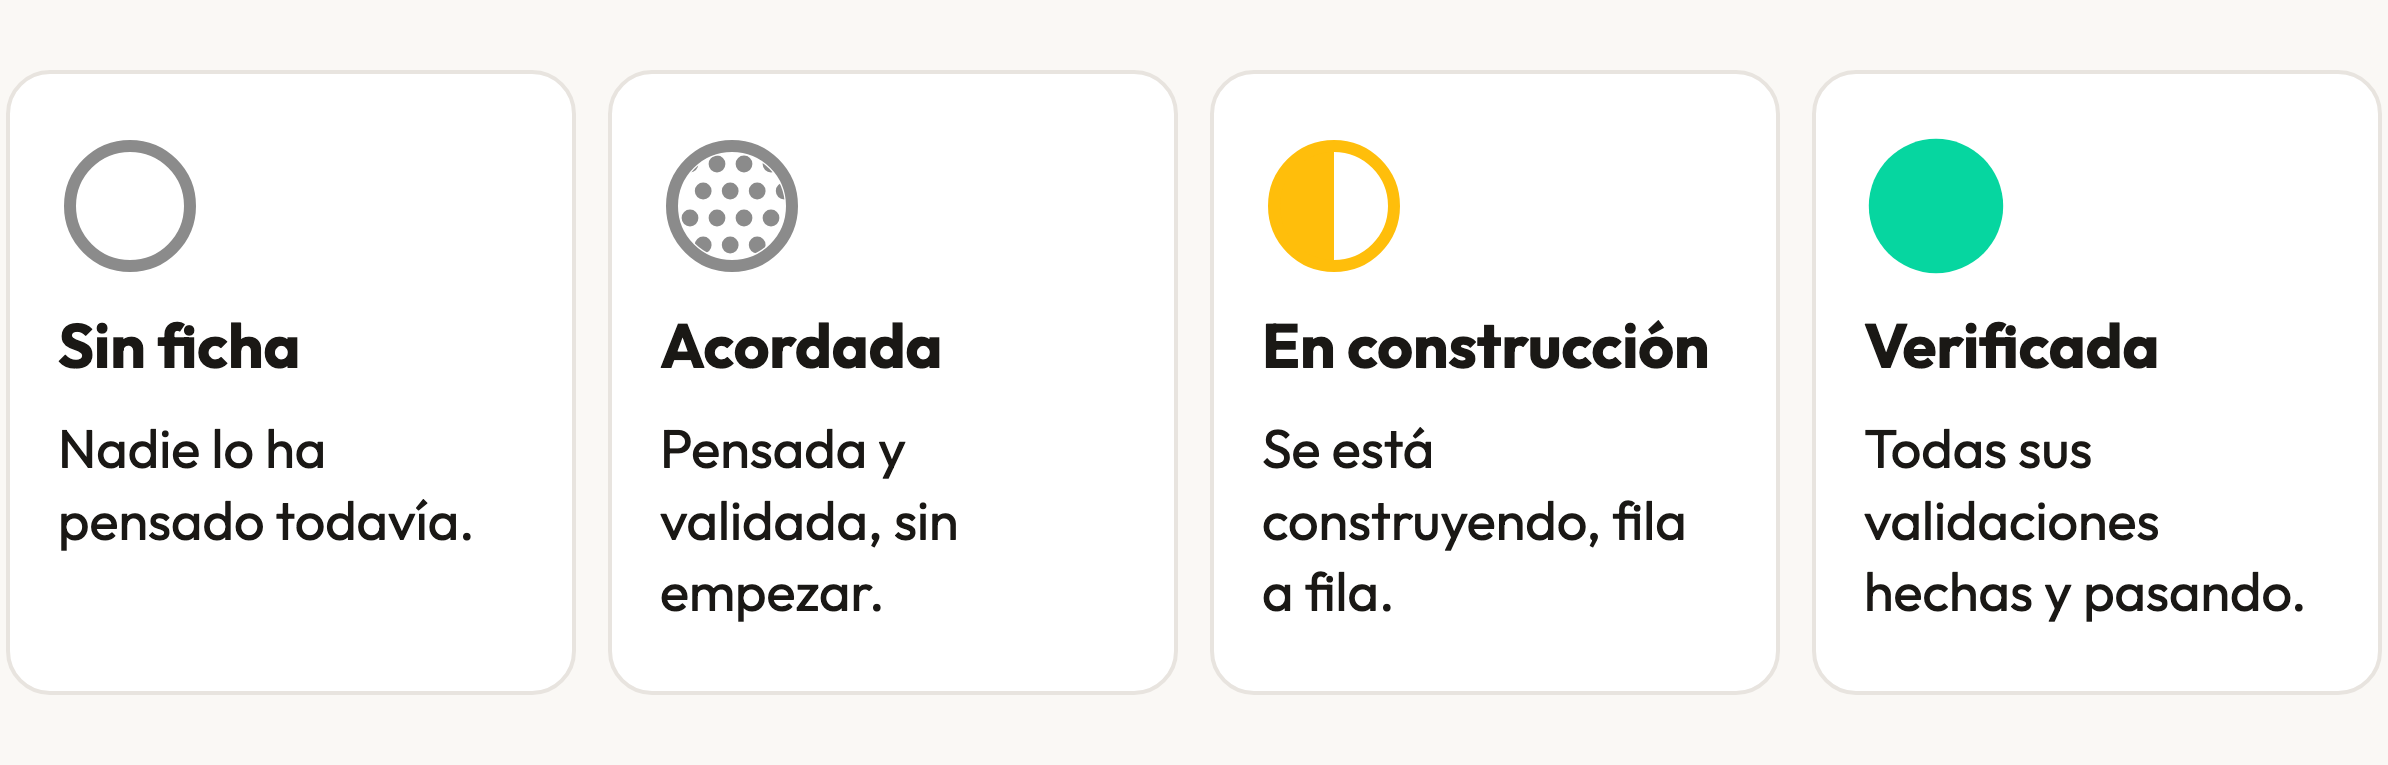 Sin ficha
Nadie lo ha
pensado todavía.
Acordada
Pensada y
validada, sin
empezar.
En construcción
Se está
construyendo, fila
a fila.
Verificada
Todas sus
validaciones
hechas y pasando.